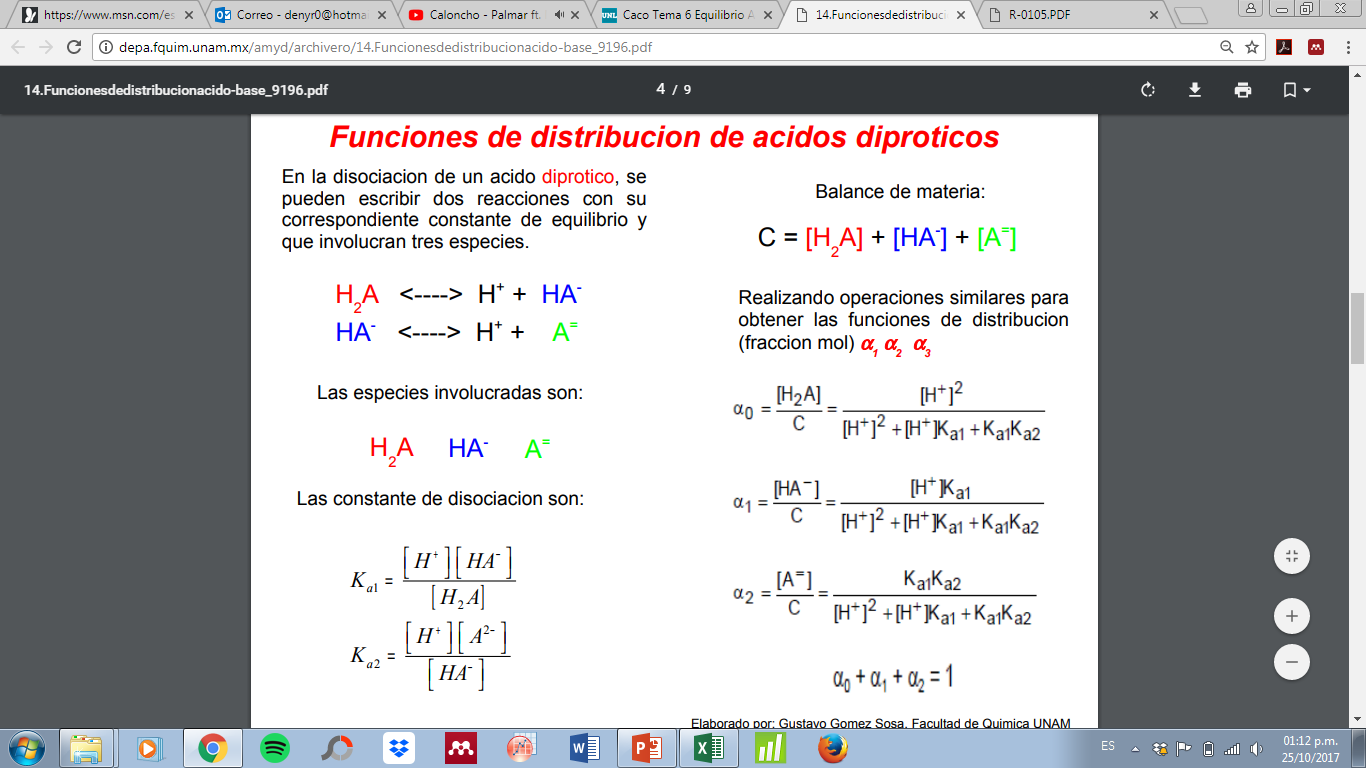 https://www.msn.com/es
Correo - denyr0@hotma
Caloncho - Palmar ft.
UNL Caco Tema 6 Equilibrio A
14.Funcionesdedistribuci
R-0105.PDF
depa.fquim.unam.mx/amyd/archivero/14.Funcionesdedistribucionacido-base_9196.pdf
14.Funcionesdedistribucionacido-base_9196.pdf
4 / 9
Funciones de distribucion de acidos diproticos
En la disociacion de un acido diprotico, se
pueden escribir dos reacciones con su
correspondiente constante de equilibrio y
que involucran tres especies.
H2A <----> H+ + HA-
HA- <----> H+ + A=
Las especies involucradas son:
H2A HA- A=
Las constante de disociacion son:
Ka1 = [H+][HA-] / [H2A]
Ka2 = [H+][A2-] / [HA-]
Balance de materia:
C = [H2A] + [HA-] + [A=]
Realizando operaciones similares para
obtener las funciones de distribucion
(fraccion mol) α1 α2 α3
α0 = [H2A] / C = [H+]2 / [H+]2 + [H+]Ka1 + Ka1Ka2
α1 = [HA−] / C = [H+]Ka1 / [H+]2 + [H+]Ka1 + Ka1Ka2
α2 = [A=] / C = Ka1Ka2 / [H+]2 + [H+]Ka1 + Ka1Ka2
α0 + α1 + α2 = 1
Elaborado por: Gustavo Gomez Sosa. Facultad de Quimica UNAM
ES
01:12 p.m.
25/10/2017